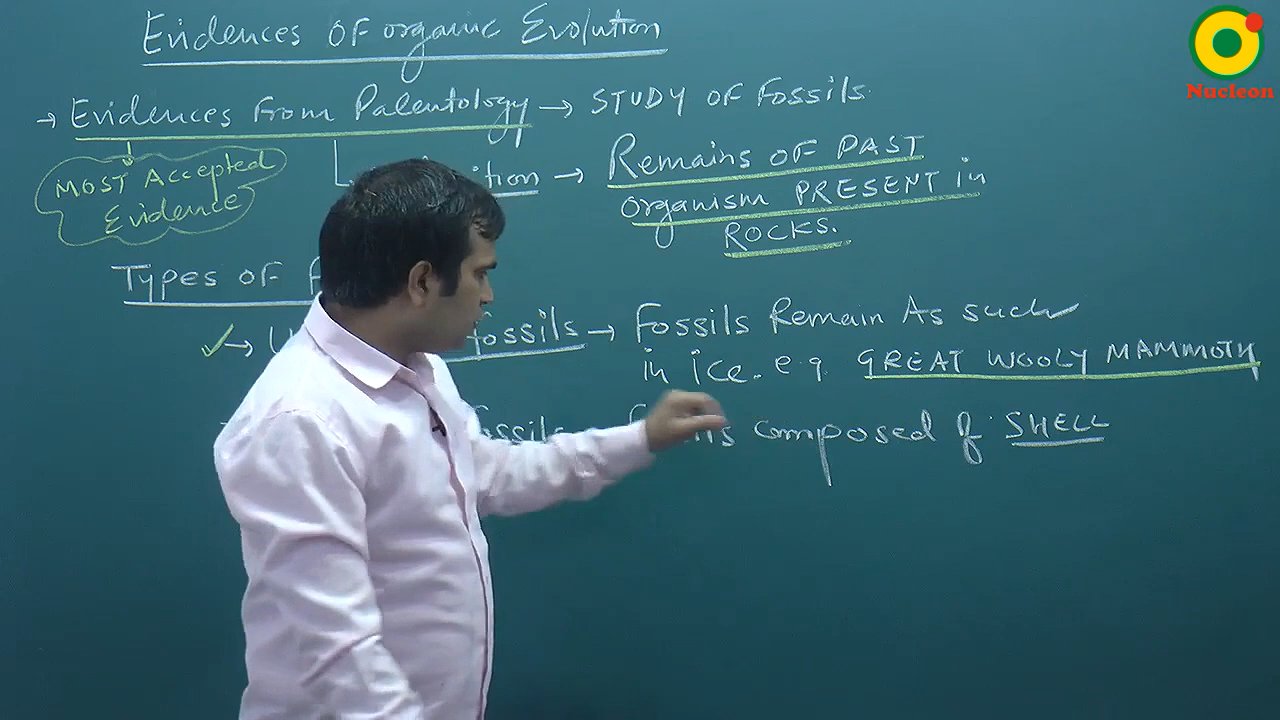 Evidences OF organic Evolution
Nucleon
→ Evidences From Palentology → STUDY OF Fossils.
MOST Accepted Evidence
→ Remains OF PAST
organism PRESENT in
ROCKS.
Types OF
✓→ fossils → Fossils Remain As such
in ice. e.g. GREAT WOOLY MAMMOTH
fossils composed of SHELL